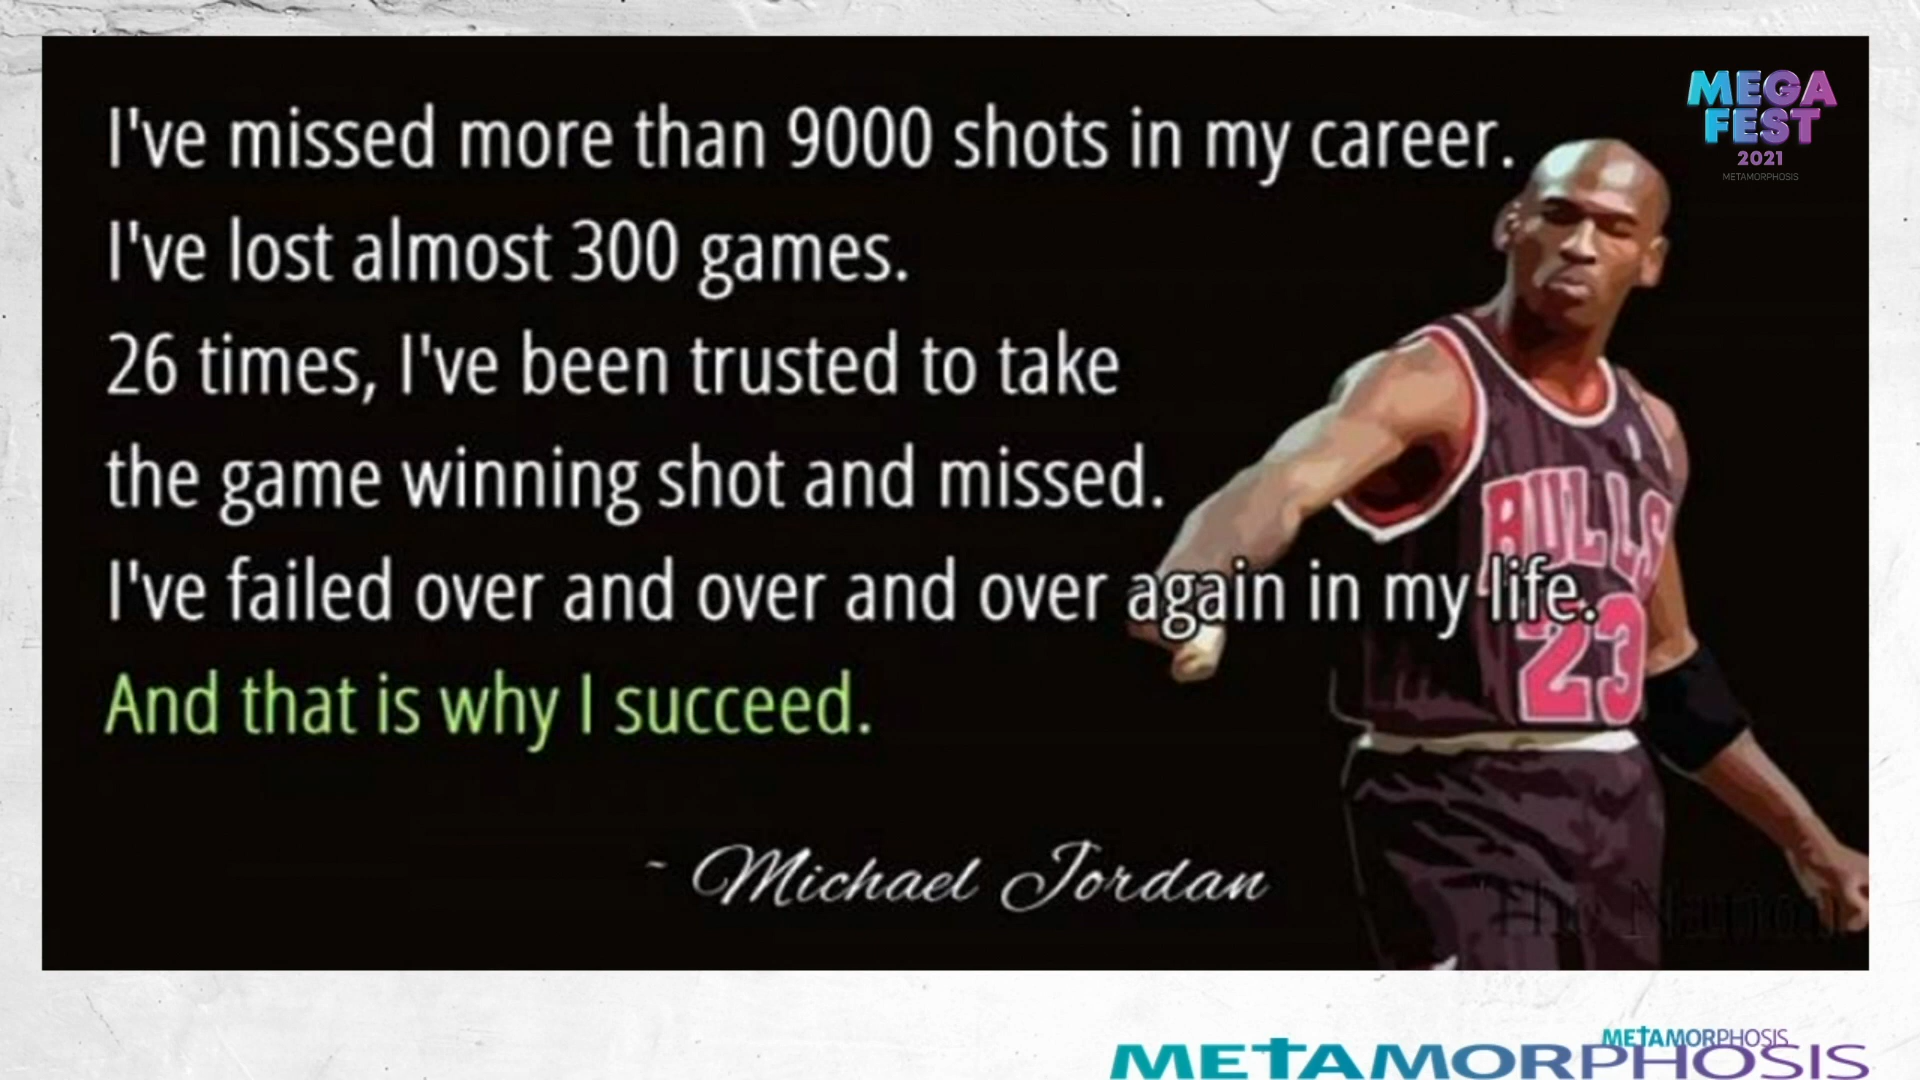 MEGA
FEST
2021
METAMORPHOSIS
I've missed more than 9000 shots in my career.
I've lost almost 300 games.
26 times, I've been trusted to take
the game winning shot and missed.
I've failed over and over and over again in my life.
And that is why I succeed.
~ Michael Jordan
BULLS
23
The Nation
METAMORPHOSIS
METAMORPHOSIS